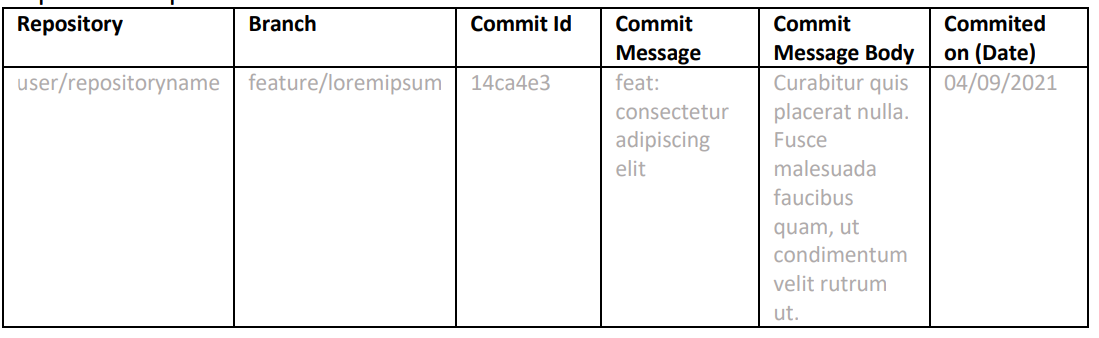 Repository Branch Commit Id Commit Message Commit Message Body Commited on (Date)
user/repositoryname feature/loremipsum 14ca4e3 feat: consectetur adipiscing elit Curabitur quis placerat nulla. Fusce malesuada faucibus quam, ut condimentum velit rutrum ut. 04/09/2021